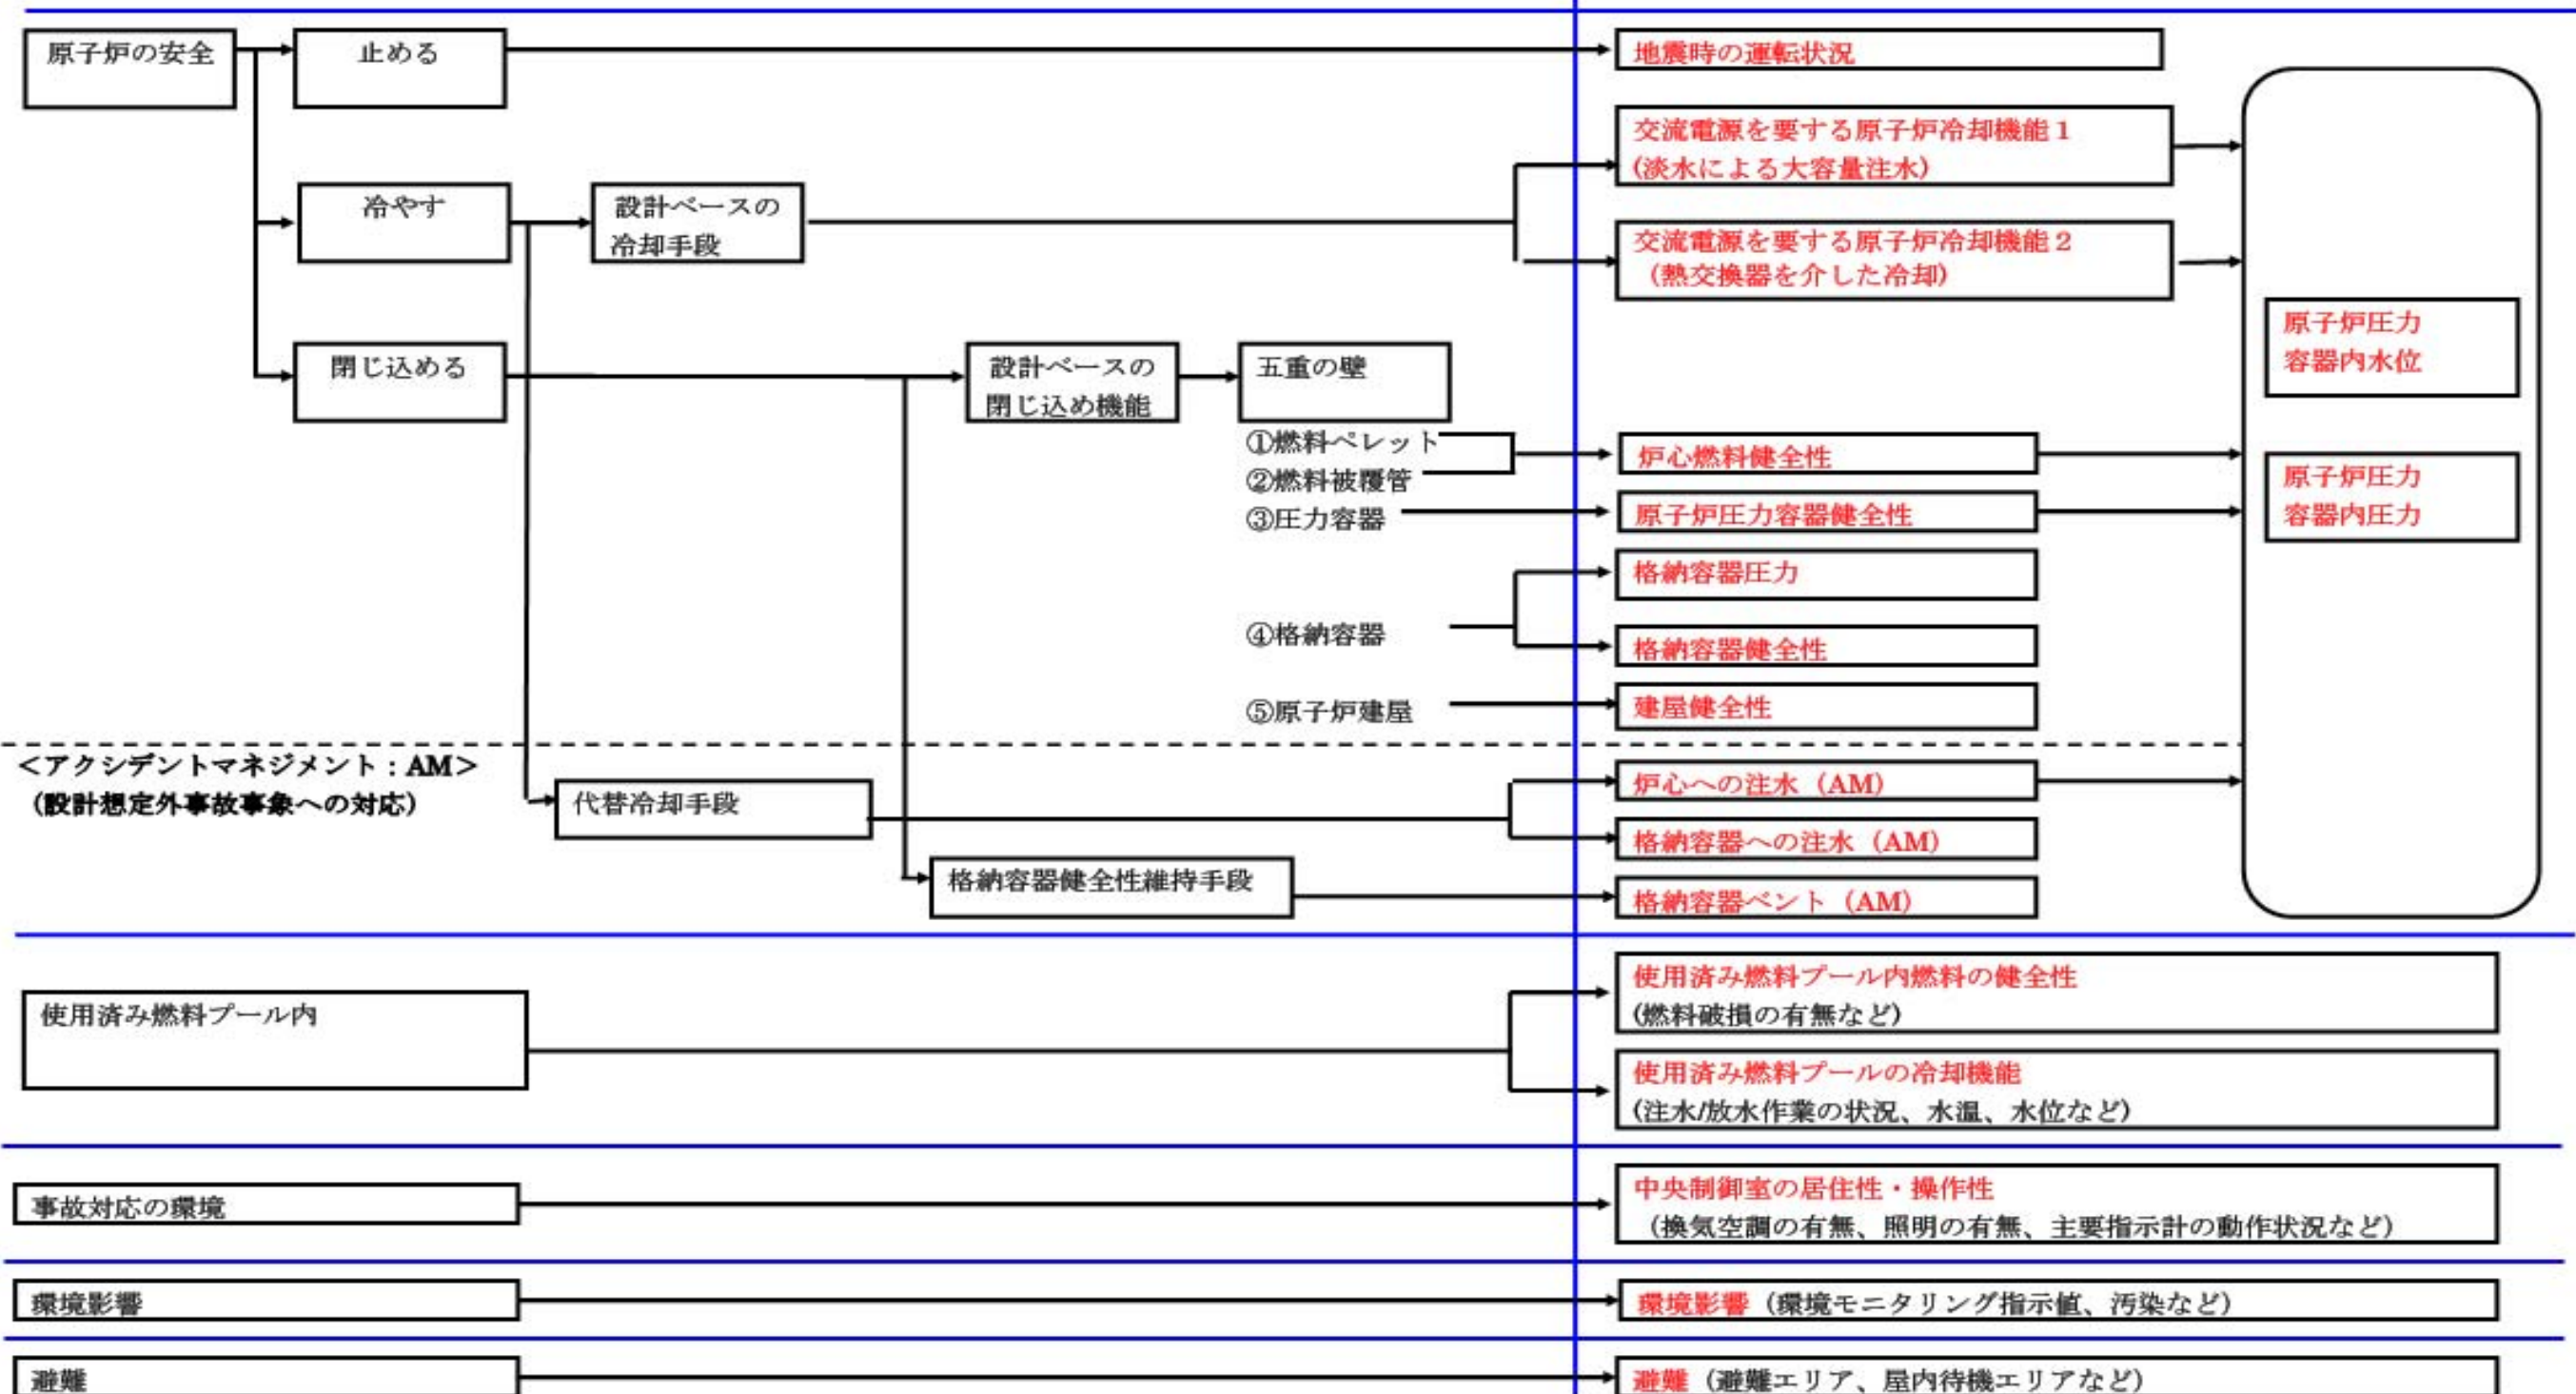 原子炉の安全
止める
地震時の運転状況
交流電源を要する原子炉冷却機能１
(淡水による大容量注水)
冷やす
設計ベースの
冷却手段
交流電源を要する原子炉冷却機能２
（熱交換器を介した冷却)
原子炉圧力
容器内水位
閉じ込める
設計ベースの
閉じ込め機能
五重の壁
①燃料ペレット
②燃料被覆管
③圧力容器
④格納容器
⑤原子炉建屋
炉心燃料健全性
原子炉圧力容器健全性
格納容器圧力
格納容器健全性
建屋健全性
原子炉圧力
容器内圧力
＜アクシデントマネジメント：AM＞
（設計想定外事故事象への対応）
代替冷却手段
炉心への注水（AM）
格納容器への注水（AM）
格納容器健全性維持手段
格納容器ベント（AM）
使用済み燃料プール内
使用済み燃料プール内燃料の健全性
(燃料破損の有無など)
使用済み燃料プールの冷却機能
(注水/放水作業の状況、水温、水位など)
事故対応の環境
中央制御室の居住性・操作性
（換気空調の有無、照明の有無、主要指示計の動作状況など）
環境影響
環境影響（環境モニタリング指示値、汚染など）
避難
避難（避難エリア、屋内待機エリアなど）